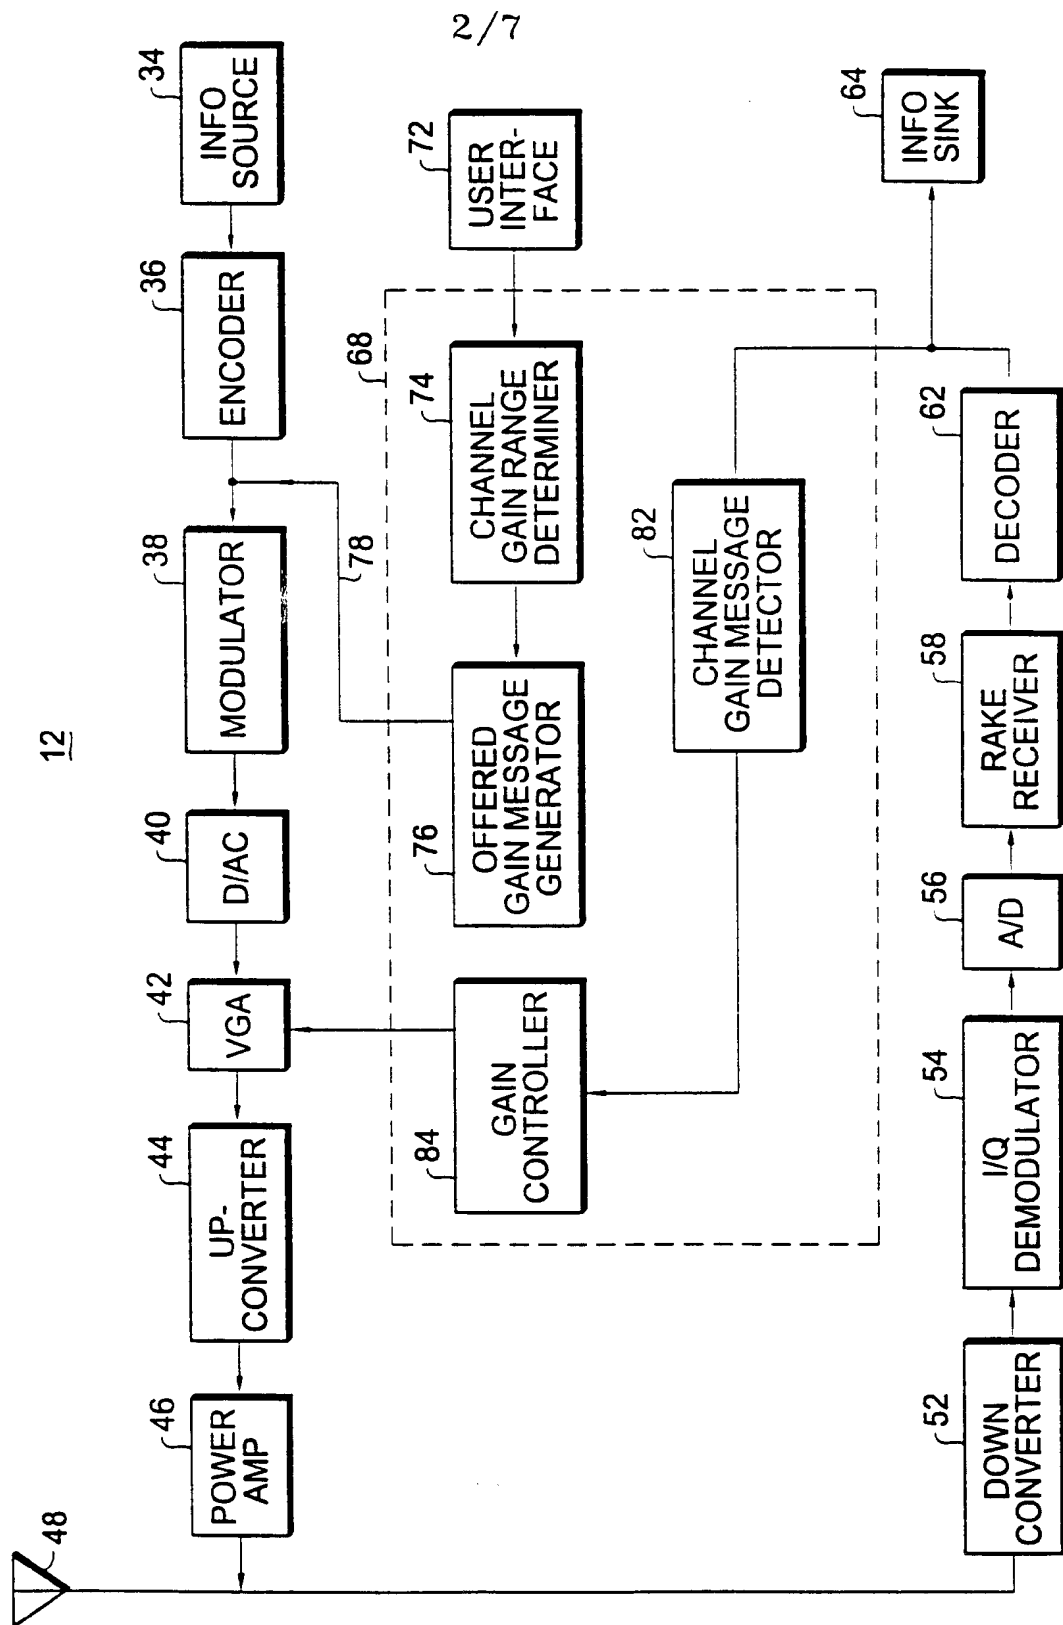 2/7
12
48
46
POWER
AMP
44
UP-
CONVERTER
42
VGA
40
D/AC
38
MODULATOR
36
ENCODER
34
INFO
SOURCE
78
68
84
GAIN
CONTROLLER
76
OFFERED
GAIN MESSAGE
GENERATOR
74
CHANNEL
GAIN RANGE
DETERMINER
72
USER
INTER-
FACE
82
CHANNEL
GAIN MESSAGE
DETECTOR
52
DOWN
CONVERTER
54
I/Q
DEMODULATOR
56
A/D
58
RAKE
RECEIVER
62
DECODER
64
INFO
SINK